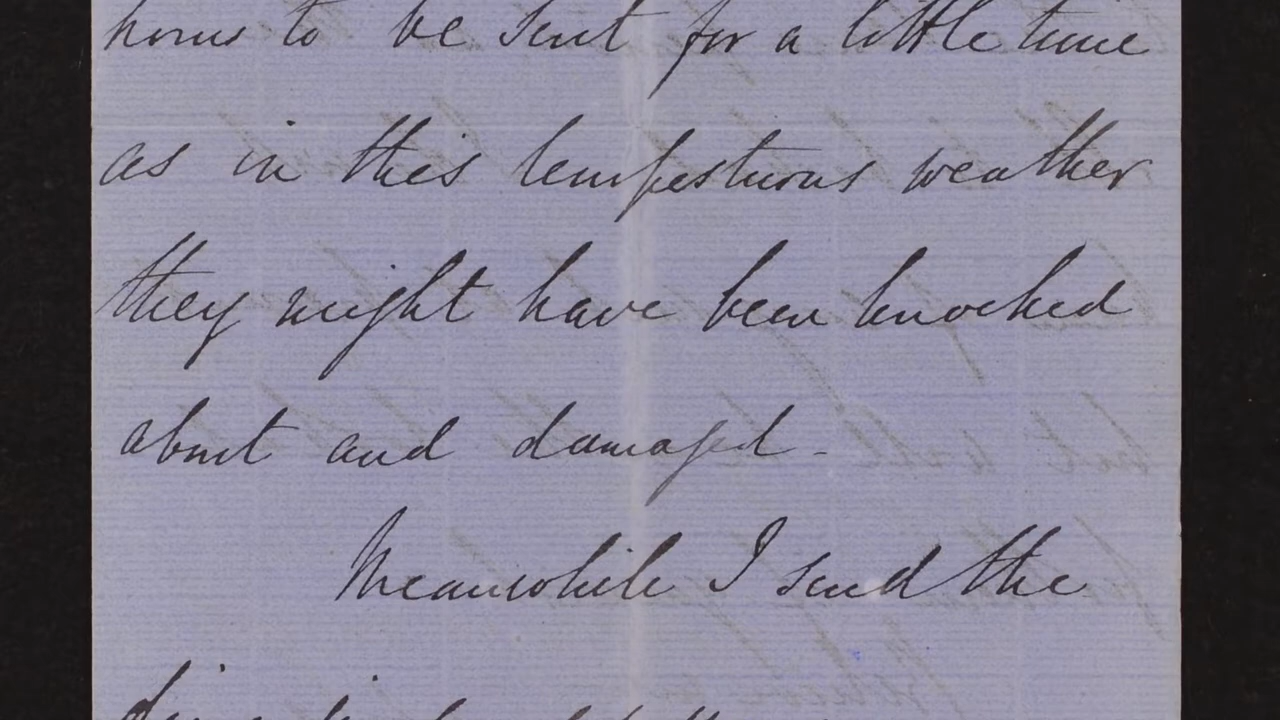 horns to be sent for a little time
as in this tempestuous weather
they might have been knocked
about and damaged -
Meanwhile I send the